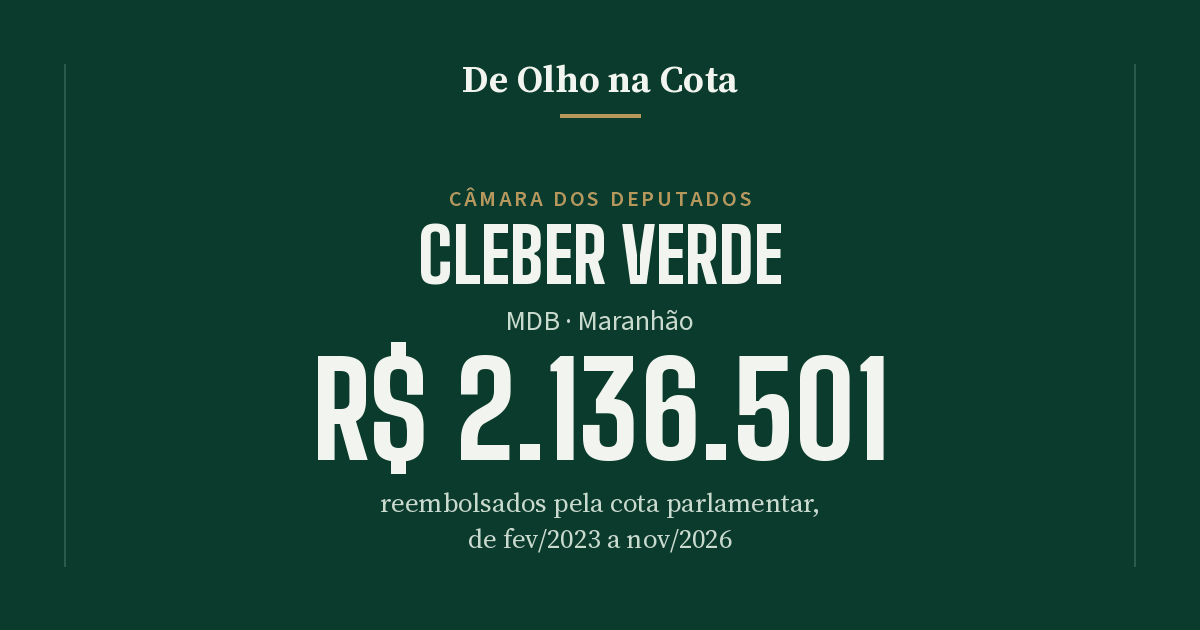 De Olho na Cota
CÂMARA DOS DEPUTADOS
CLEBER VERDE
MDB · Maranhão
R$ 2.136.501
reembolsados pela cota parlamentar,
de fev/2023 a nov/2026